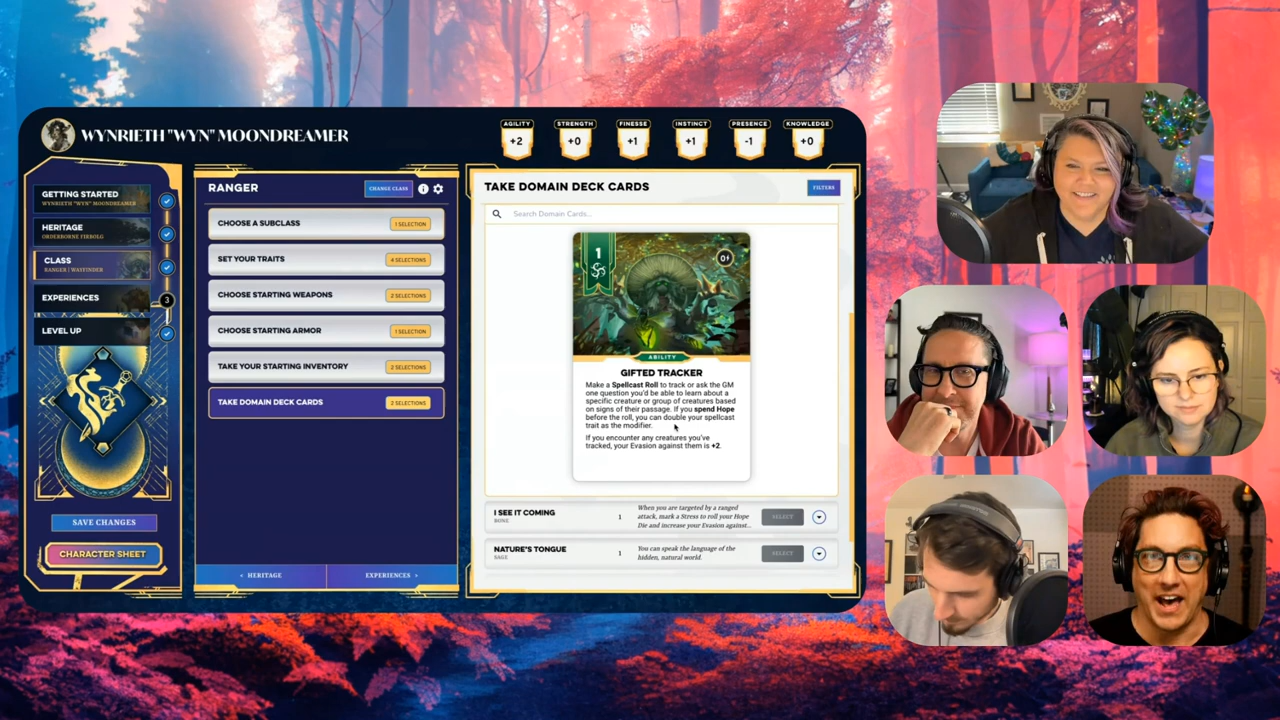 WYNRIETH "WYN" MOONDREAMER
AGILITY
+2
STRENGTH
+0
FINESSE
+1
INSTINCT
+1
PRESENCE
-1
KNOWLEDGE
+0
GETTING STARTED
WYNRIETH "WYN" MOONDREAMER
HERITAGE
ORDERBORNE FIRBOLG
CLASS
RANGER | WAYFINDER
EXPERIENCES
3
LEVEL UP
SAVE CHANGES
CHARACTER SHEET
RANGER
CHANGE CLASS
CHOOSE A SUBCLASS
1 SELECTION
SET YOUR TRAITS
6 SELECTIONS
CHOOSE STARTING WEAPONS
2 SELECTIONS
CHOOSE STARTING ARMOR
1 SELECTION
TAKE YOUR STARTING INVENTORY
2 SELECTIONS
TAKE DOMAIN DECK CARDS
2 SELECTIONS
< HERITAGE
EXPERIENCES >
TAKE DOMAIN DECK CARDS
FILTERS
Search Domain Cards...
1
0
ABILITY
GIFTED TRACKER
Make a Spellcast Roll to track or ask the GM
one question you'd be able to learn about a
specific creature or group of creatures based
on signs of their passage. If you spend Hope
before the roll, you can double your spellcast
trait as the modifier.
If you encounter any creatures you've
tracked, your Evasion against them is +2.
I SEE IT COMING
BONE
1
When you are targeted by a ranged
attack, mark a Stress to roll your Hope
Die and increase your Evasion against...
SELECT
NATURE'S TONGUE
SAGE
1
You can speak the language of the
hidden, natural world.
SELECT